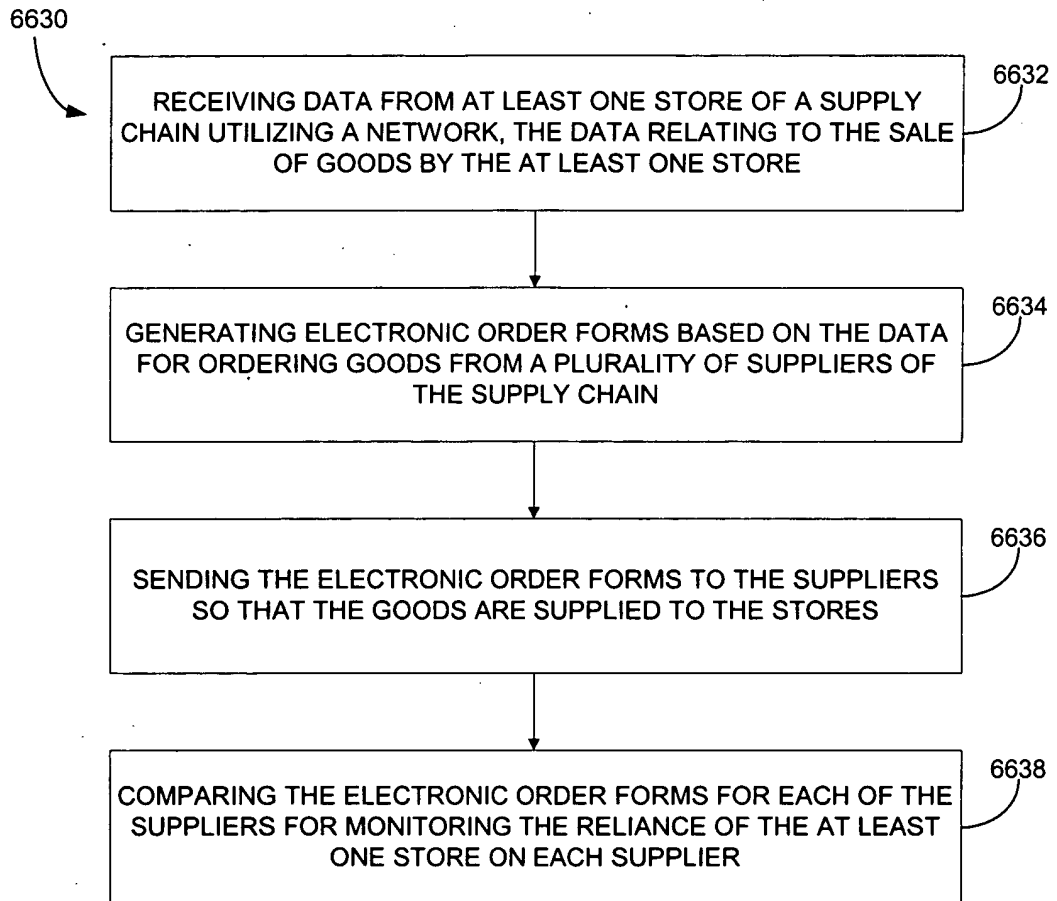 6630
6632
RECEIVING DATA FROM AT LEAST ONE STORE OF A SUPPLY
CHAIN UTILIZING A NETWORK, THE DATA RELATING TO THE SALE
OF GOODS BY THE AT LEAST ONE STORE
6634
GENERATING ELECTRONIC ORDER FORMS BASED ON THE DATA
FOR ORDERING GOODS FROM A PLURALITY OF SUPPLIERS OF
THE SUPPLY CHAIN
6636
SENDING THE ELECTRONIC ORDER FORMS TO THE SUPPLIERS
SO THAT THE GOODS ARE SUPPLIED TO THE STORES
6638
COMPARING THE ELECTRONIC ORDER FORMS FOR EACH OF THE
SUPPLIERS FOR MONITORING THE RELIANCE OF THE AT LEAST
ONE STORE ON EACH SUPPLIER